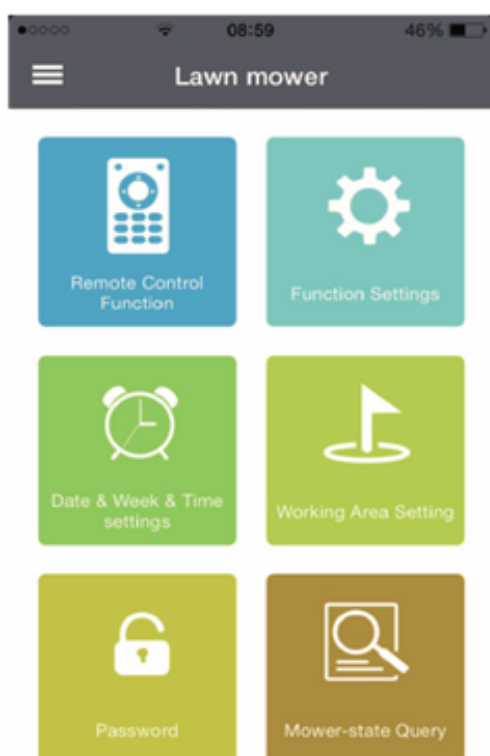 08:59
46%
Lawn mower
Remote Control
Function
Function Settings
Date & Week & Time
settings
Working Area Setting
Password
Mower-state Query